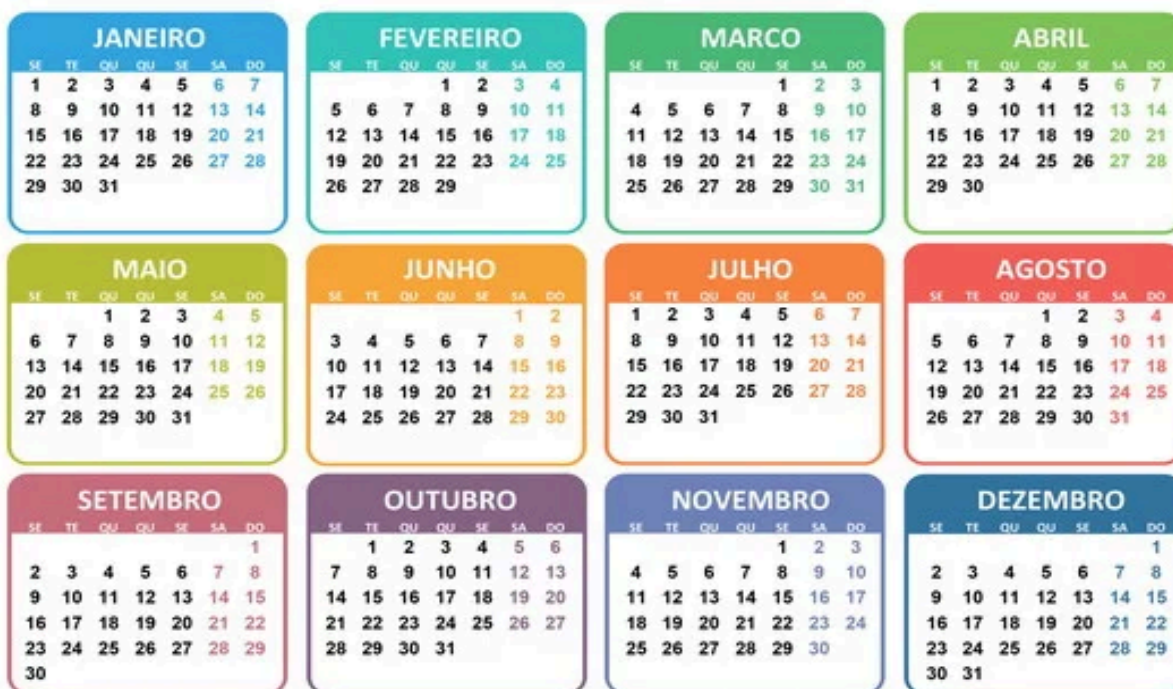 JANEIRO
SE TE QU QU SE SA DO
1 2 3 4 5 6 7
8 9 10 11 12 13 14
15 16 17 18 19 20 21
22 23 24 25 26 27 28
29 30 31
FEVEREIRO
SE TE QU QU SE SA DO
1 2 3 4
5 6 7 8 9 10 11
12 13 14 15 16 17 18
19 20 21 22 23 24 25
26 27 28 29
MARCO
SE TE QU QU SE SA DO
1 2 3
4 5 6 7 8 9 10
11 12 13 14 15 16 17
18 19 20 21 22 23 24
25 26 27 28 29 30 31
ABRIL
SE TE QU QU SE SA DO
1 2 3 4 5 6 7
8 9 10 11 12 13 14
15 16 17 18 19 20 21
22 23 24 25 26 27 28
29 30
MAIO
SE TE QU QU SE SA DO
1 2 3 4 5
6 7 8 9 10 11 12
13 14 15 16 17 18 19
20 21 22 23 24 25 26
27 28 29 30 31
JUNHO
SE TE QU QU SE SA DO
1 2
3 4 5 6 7 8 9
10 11 12 13 14 15 16
17 18 19 20 21 22 23
24 25 26 27 28 29 30
JULHO
SE TE QU QU SE SA DO
1 2 3 4 5 6 7
8 9 10 11 12 13 14
15 16 17 18 19 20 21
22 23 24 25 26 27 28
29 30 31
AGOSTO
SE TE QU QU SE SA DO
1 2 3 4
5 6 7 8 9 10 11
12 13 14 15 16 17 18
19 20 21 22 23 24 25
26 27 28 29 30 31
SETEMBRO
SE TE QU QU SE SA DO
1
2 3 4 5 6 7 8
9 10 11 12 13 14 15
16 17 18 19 20 21 22
23 24 25 26 27 28 29
30
OUTUBRO
SE TE QU QU SE SA DO
1 2 3 4 5 6
7 8 9 10 11 12 13
14 15 16 17 18 19 20
21 22 23 24 25 26 27
28 29 30 31
NOVEMBRO
SE TE QU QU SE SA DO
1 2 3
4 5 6 7 8 9 10
11 12 13 14 15 16 17
18 19 20 21 22 23 24
25 26 27 28 29 30
DEZEMBRO
SE TE QU QU SE SA DO
1
2 3 4 5 6 7 8
9 10 11 12 13 14 15
16 17 18 19 20 21 22
23 24 25 26 27 28 29
30 31